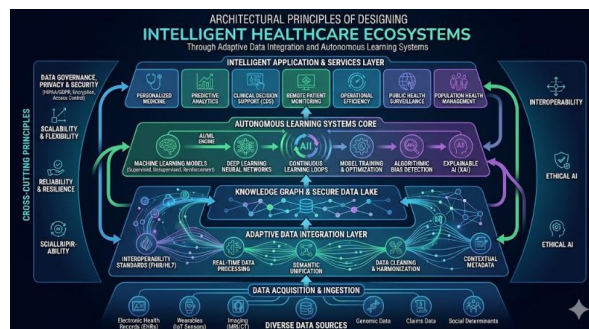 ARCHITECTURAL PRINCIPLES OF DESIGNING
INTELLIGENT HEALTHCARE ECOSYSTEMS
Through Adaptive Data Integration and Autonomous Learning Systems
CROSS-CUTTING PRINCIPLES
DATA GOVERNANCE,
PRIVACY & SECURITY
(HIPAA/GDPR, Encryption,
Access Control)
SCALABILITY
& FLEXIBILITY
RELIABILITY
& RESILIENCE
ABILITY
INTELLIGENT APPLICATION & SERVICES LAYER
PERSONALIZED
MEDICINE
PREDICTIVE
ANALYTICS
CLINICAL DECISION
SUPPORT (CDS)
REMOTE PATIENT
MONITORING
OPERATIONAL
EFFICIENCY
PUBLIC HEALTH
SURVEILLANCE
POPULATION HEALTH
MANAGEMENT
AUTONOMOUS LEARNING SYSTEMS CORE
AI/ML
ENGINE
MACHINE LEARNING MODELS
(Supervised, Unsupervised, Reinforcement)
DEEP LEARNING
NEURAL NETWORKS
CONTINUOUS
LEARNING LOOPS
MODEL TRAINING
& OPTIMIZATION
ALGORITHMIC
BIAS DETECTION
EXPLAINABLE
AI (XAI)
KNOWLEDGE GRAPH & SECURE DATA LAKE
ADAPTIVE DATA INTEGRATION LAYER
INTEROPERABILITY
STANDARDS (FHIR/HL7)
REAL-TIME DATA
PROCESSING
SEMANTIC
UNIFICATION
DATA CLEANING
& HARMONIZATION
CONTEXTUAL
METADATA
DATA ACQUISITION & INGESTION
Electronic Health
Records (EHRs)
Wearables
(IoT Sensors)
Imaging
(MRI/CT)
DIVERSE DATA SOURCES
Genomic Data
Claims Data
Social Determinants
INTEROPERABILITY
ETHICAL AI
ETHICAL AI